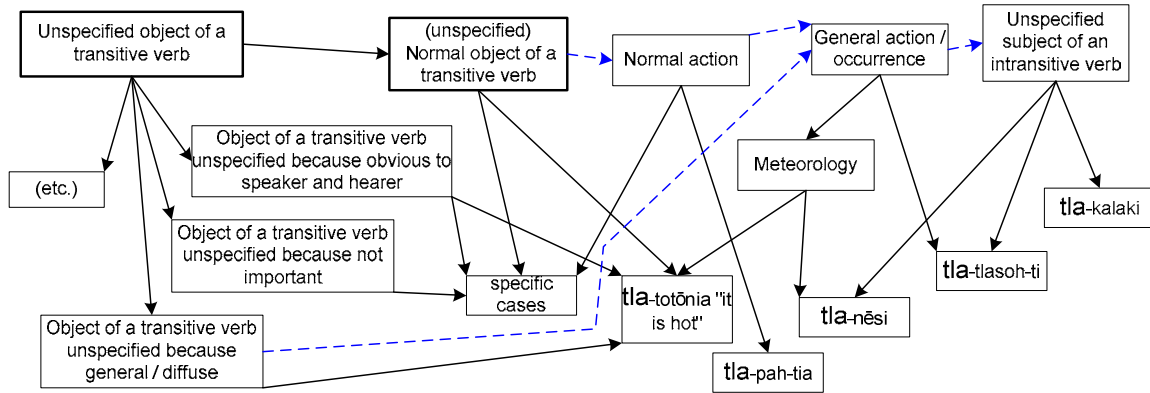 Unspecified object of a
transitive verb
(unspecified)
Normal object of a
transitive verb
Normal action
General action /
occurrence
Unspecified
subject of an
intransitive verb
Object of a transitive verb
unspecified because obvious to
speaker and hearer
Meteorology
(etc.)
tla-kalaki
Object of a transitive verb
unspecified because not
important
specific
cases
tla-totōnia "it
is hot"
tla-tlasoh-ti
tla-nēsi
Object of a transitive verb
unspecified because
general / diffuse
tla-pah-tia